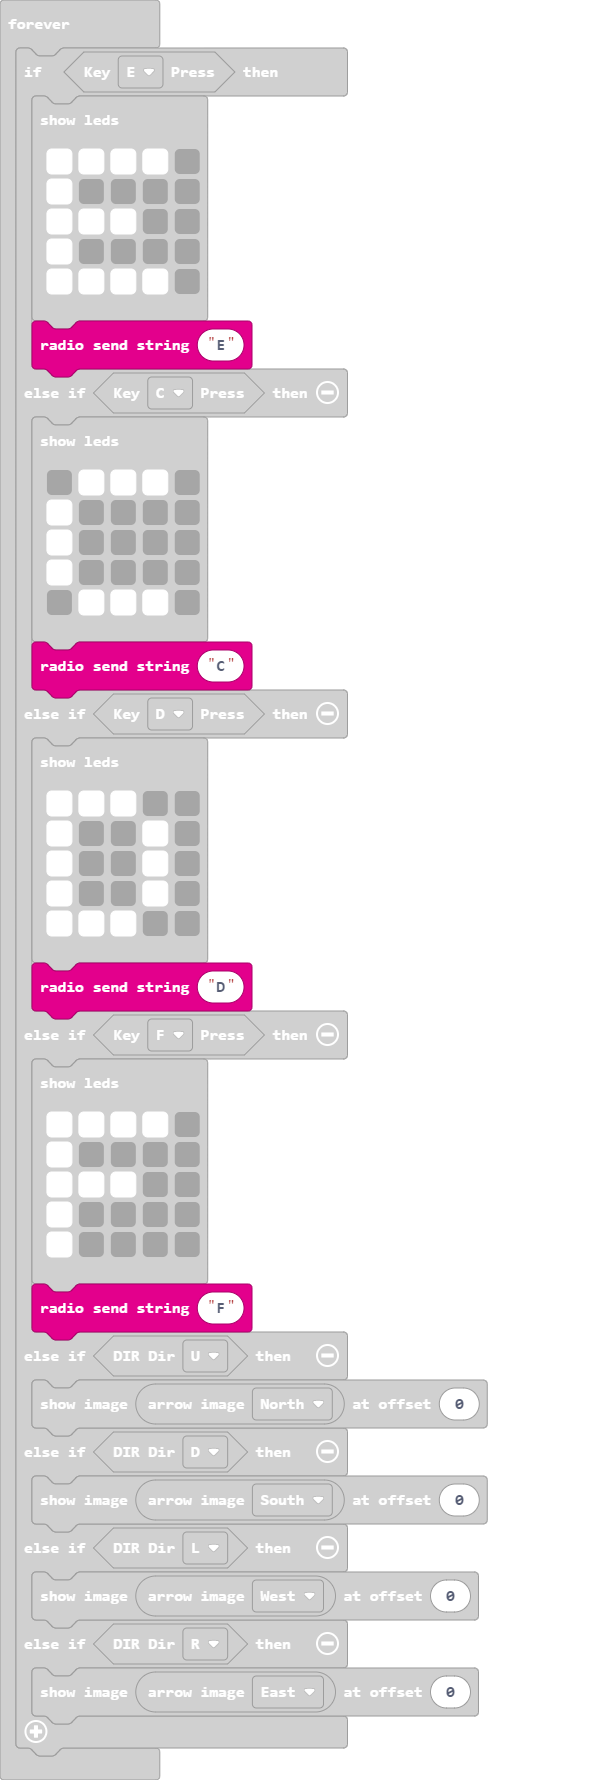 forever
if Key E Press then
show leds
radio send string "E"
else if Key C Press then
show leds
radio send string "C"
else if Key D Press then
show leds
radio send string "D"
else if Key F Press then
show leds
radio send string "F"
else if DIR Dir U then
show image arrow image North at offset 0
else if DIR Dir D then
show image arrow image South at offset 0
else if DIR Dir L then
show image arrow image West at offset 0
else if DIR Dir R then
show image arrow image East at offset 0